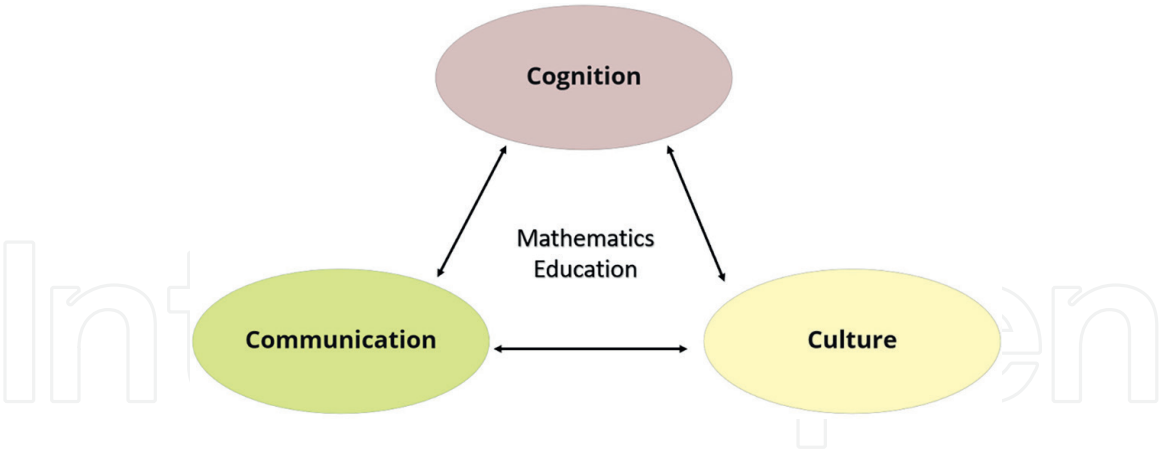 Cognition
Mathematics
Education
Communication
Culture